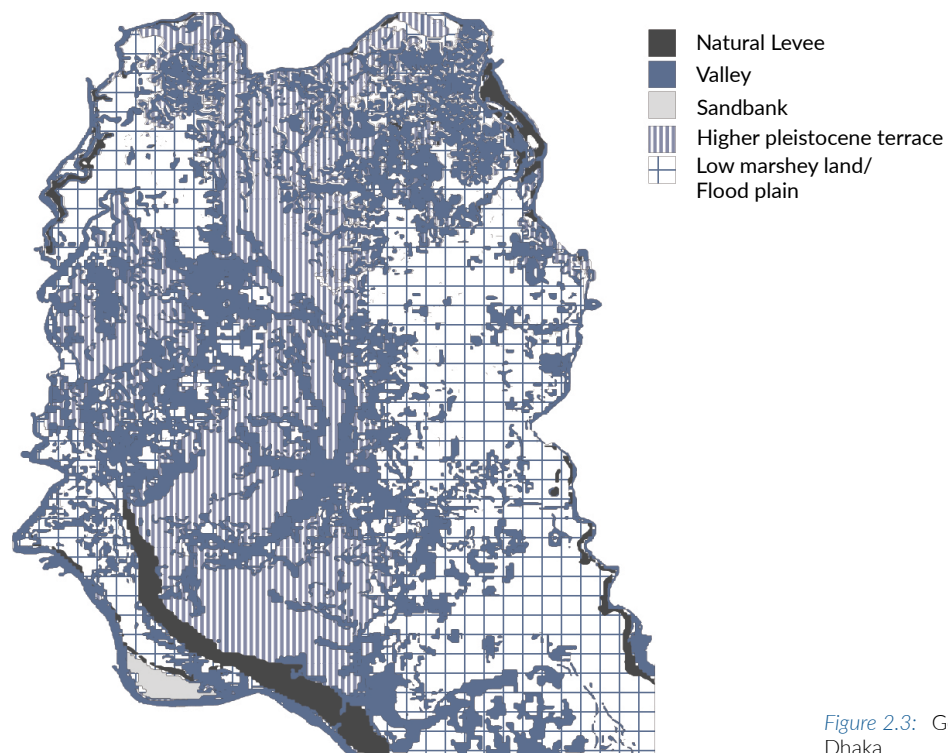 Natural Levee
Valley
Sandbank
Higher pleistocene terrace
Low marshey land/
Flood plain
Figure 2.3: G
Dhaka